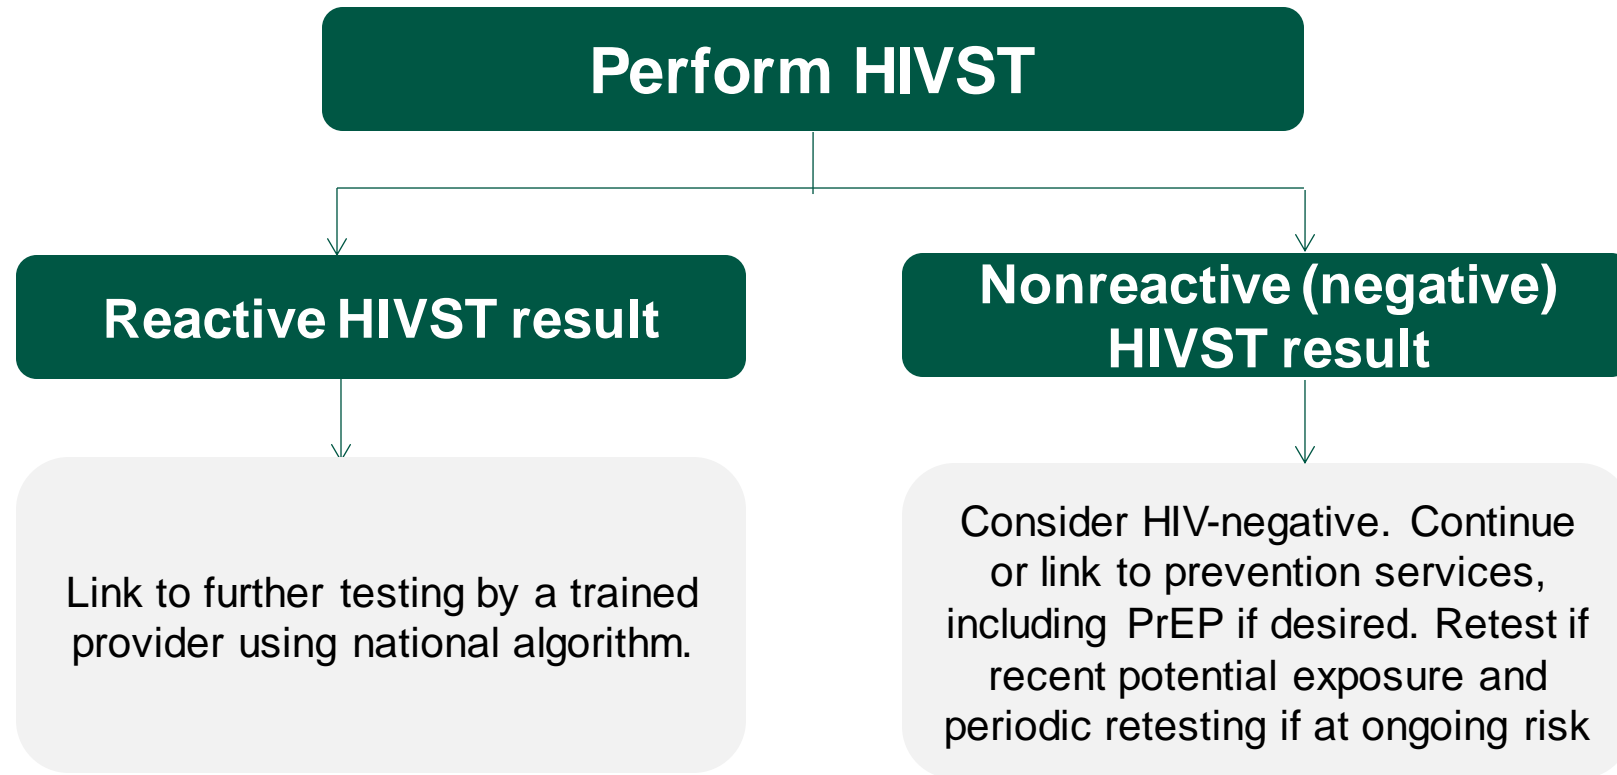 Perform HIVST
Reactive HIVST result
Nonreactive (negative)
HIVST result
Link to further testing by a trained
provider using national algorithm.
Consider HIV-negative. Continue
or link to prevention services,
including PrEP if desired. Retest if
recent potential exposure and
periodic retesting if at ongoing risk